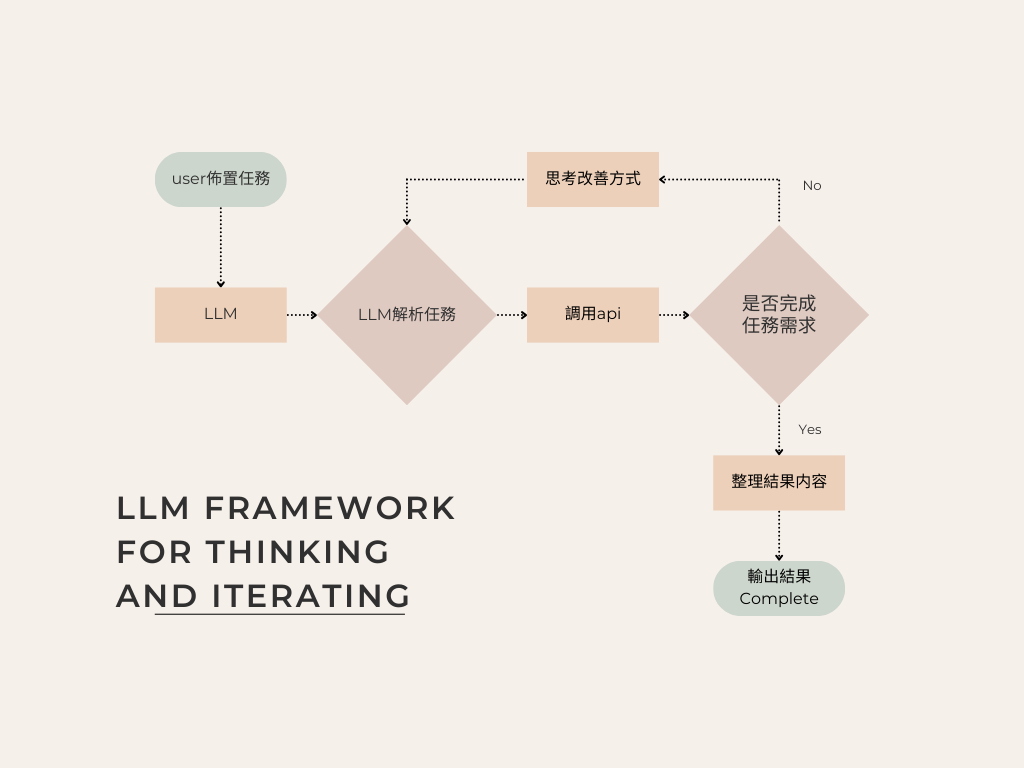 user佈置任務
思考改善方式
No
LLM
LLM解析任務
調用api
是否完成
任務需求
Yes
整理結果内容
LLM FRAMEWORK
FOR THINKING
AND ITERATING
輸出結果
Complete